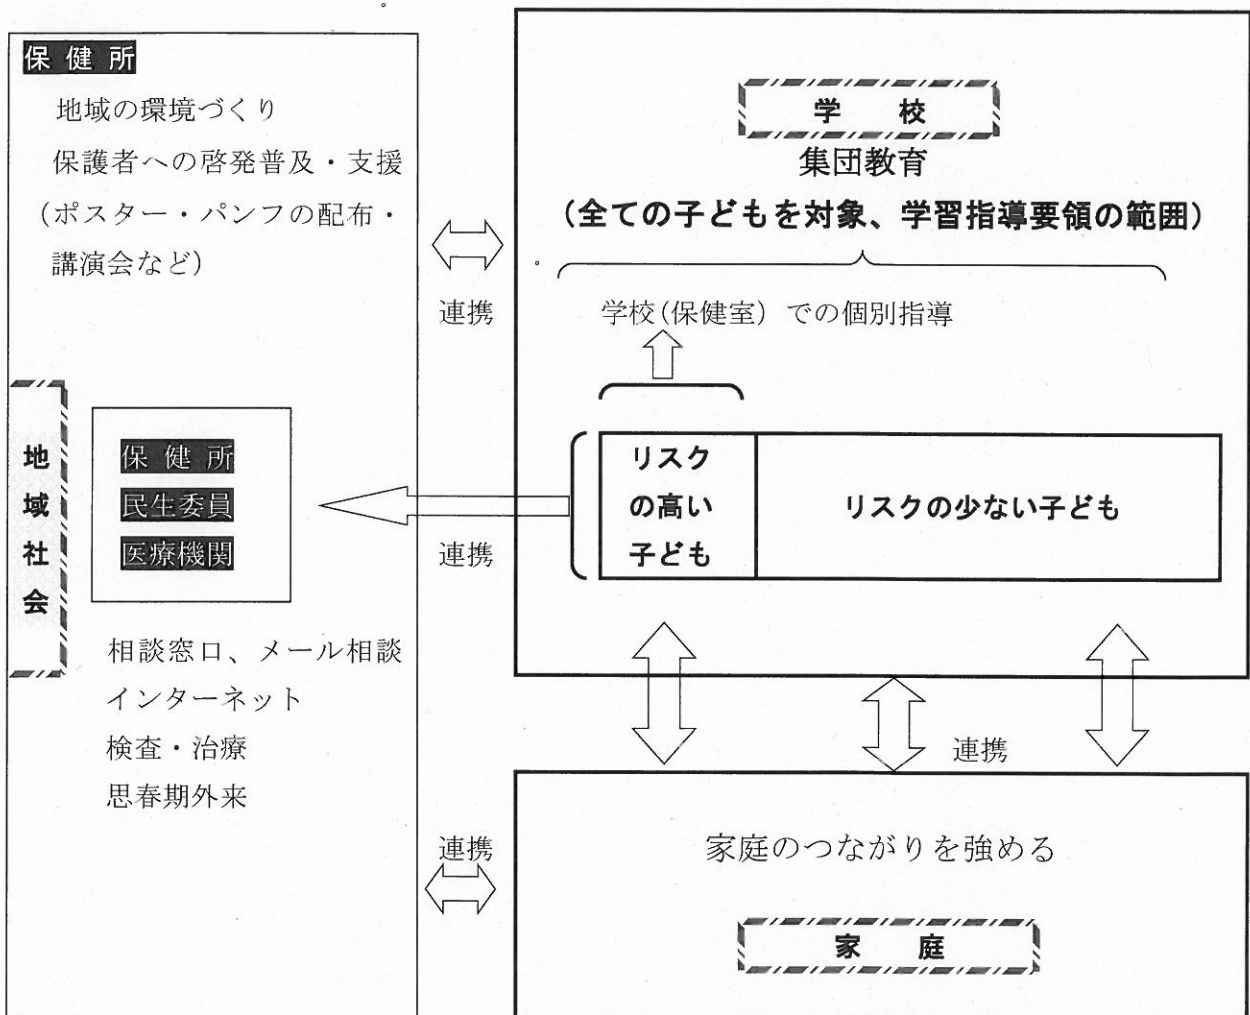 保健所
地域の環境づくり
保護者への啓発普及・支援
(ポスター・パンフの配布・
講演会など)
地域社会
保健所
民生委員
医療機関
相談窓口、メール相談
インターネット
検査・治療
思春期外来
連携
連携
連携
学校
集団教育
(全ての子どもを対象、学習指導要領の範囲)
学校(保健室)での個別指導
リスク
の高い
子ども
リスクの少ない子ども
連携
家庭のつながりを強める
家庭